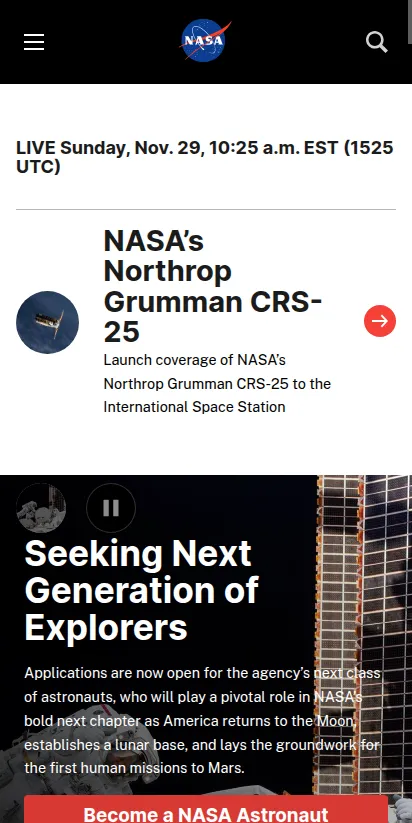 NASA
LIVE Sunday, Nov. 29, 10:25 a.m. EST (1525
UTC)
NASA’s
Northrop
Grumman CRS-
25
Launch coverage of NASA’s
Northrop Grumman CRS-25 to the
International Space Station
Seeking Next
Generation of
Explorers
Applications are now open for the agency’s next class
of astronauts, who will play a pivotal role in NASA’s
bold next chapter as America returns to the Moon,
establishes a lunar base, and lays the groundwork for
the first human missions to Mars.
Become a NASA Astronaut